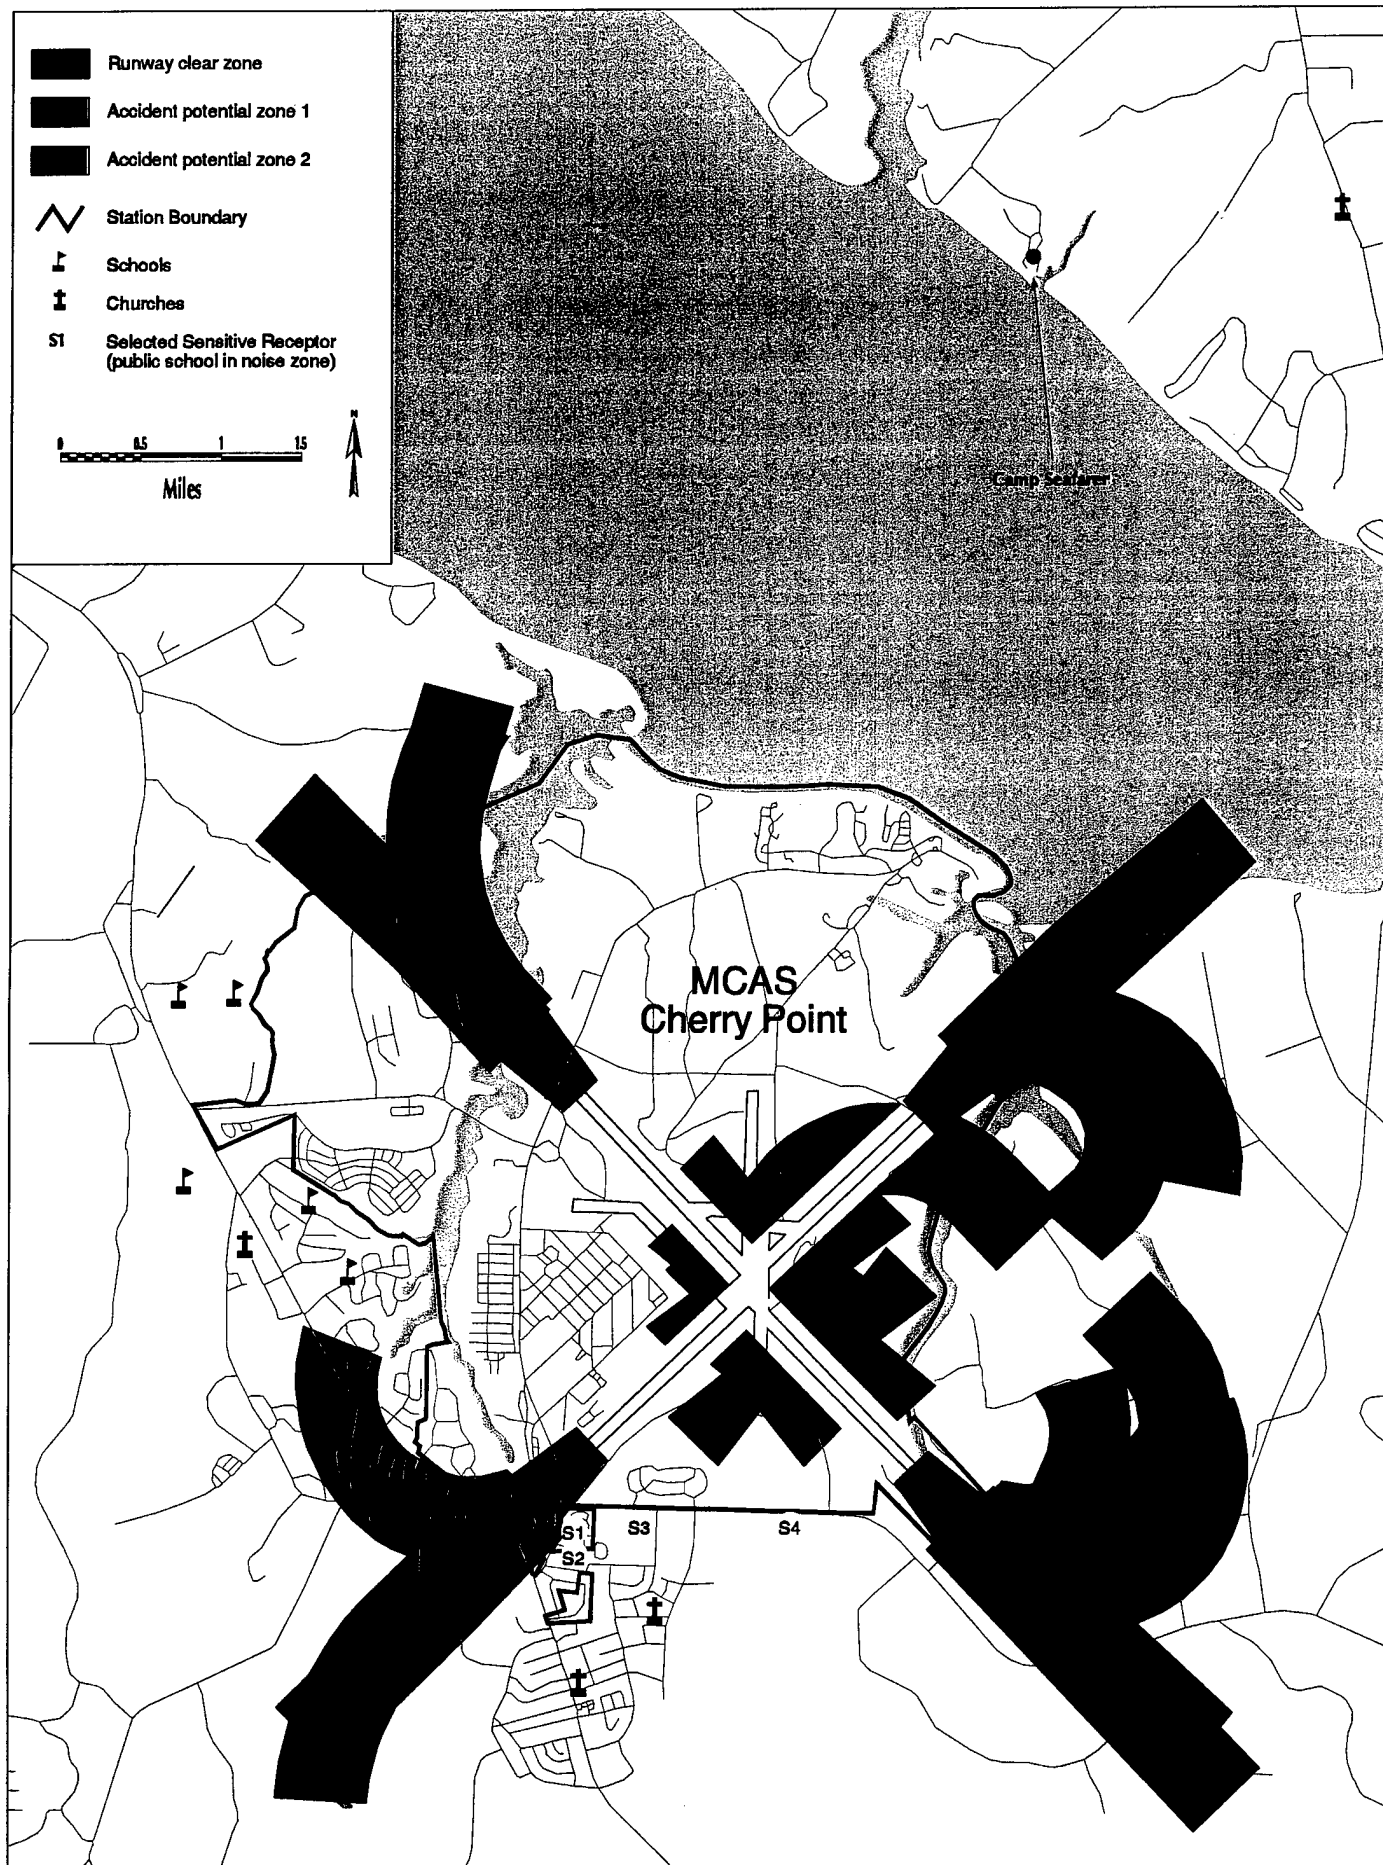 Runway clear zone
Accident potential zone 1
Accident potential zone 2
Station Boundary
Schools
Churches
S1 Selected Sensitive Receptor
(public school in noise zone)
0 0.5 1 1.5
N
Miles
Camp Seafarer
MCAS
Cherry Point
S1 S3 S4
S2